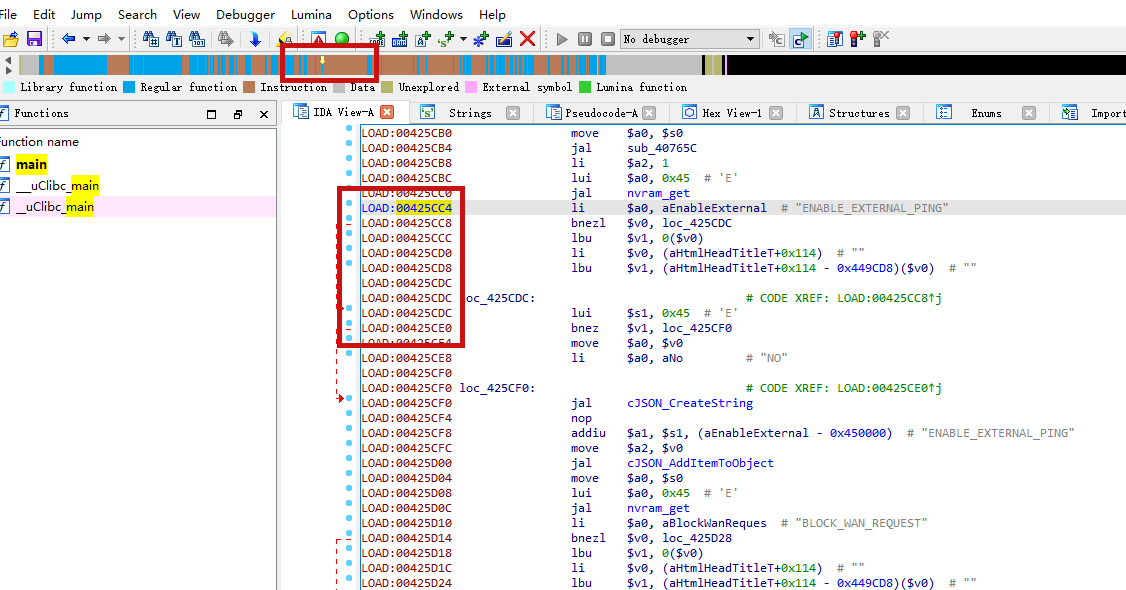 File Edit Jump Search View Debugger Lumina Options Windows Help
No debugger
Library function Regular function Instruction Data Unexplored External symbol Lumina function
Functions
IDA View-A Strings Pseudocode-A Hex View-1 Structures Enums Import
unction name
main
__uClibc_main
__uClibc_main
LOAD:00425CB0 move $a0, $s0
LOAD:00425CB4 jal sub_40765C
LOAD:00425CB8 li $a2, 1
LOAD:00425CBC lui $a0, 0x45 # 'E'
LOAD:00425CC0 jal nvram_get
LOAD:00425CC4 li $a0, aEnableExternal # "ENABLE_EXTERNAL_PING"
LOAD:00425CC8 bnezl $v0, loc_425CDC
LOAD:00425CCC lbu $v1, 0($v0)
LOAD:00425CD0 li $v0, (aHtmlHeadTitleT+0x114) # ""
LOAD:00425CD8 lbu $v1, (aHtmlHeadTitleT+0x114 - 0x449CD8)($v0) # ""
LOAD:00425CDC
LOAD:00425CDC loc_425CDC: # CODE XREF: LOAD:00425CC8↑j
LOAD:00425CDC lui $s1, 0x45 # 'E'
LOAD:00425CE0 bnez $v1, loc_425CF0
LOAD:00425CE4 move $a0, $v0
LOAD:00425CE8 li $a0, aNo # "NO"
LOAD:00425CF0
LOAD:00425CF0 loc_425CF0: # CODE XREF: LOAD:00425CE0↑j
LOAD:00425CF0 jal cJSON_CreateString
LOAD:00425CF4 nop
LOAD:00425CF8 addiu $a1, $s1, (aEnableExternal - 0x450000) # "ENABLE_EXTERNAL_PING"
LOAD:00425CFC move $a2, $v0
LOAD:00425D00 jal cJSON_AddItemToObject
LOAD:00425D04 move $a0, $s0
LOAD:00425D08 lui $a0, 0x45 # 'E'
LOAD:00425D0C jal nvram_get
LOAD:00425D10 li $a0, aBlockWanReques # "BLOCK_WAN_REQUEST"
LOAD:00425D14 bnezl $v0, loc_425D28
LOAD:00425D18 lbu $v1, 0($v0)
LOAD:00425D1C li $v0, (aHtmlHeadTitleT+0x114) # ""
LOAD:00425D24 lbu $v1, (aHtmlHeadTitleT+0x114 - 0x449CD8)($v0) # ""